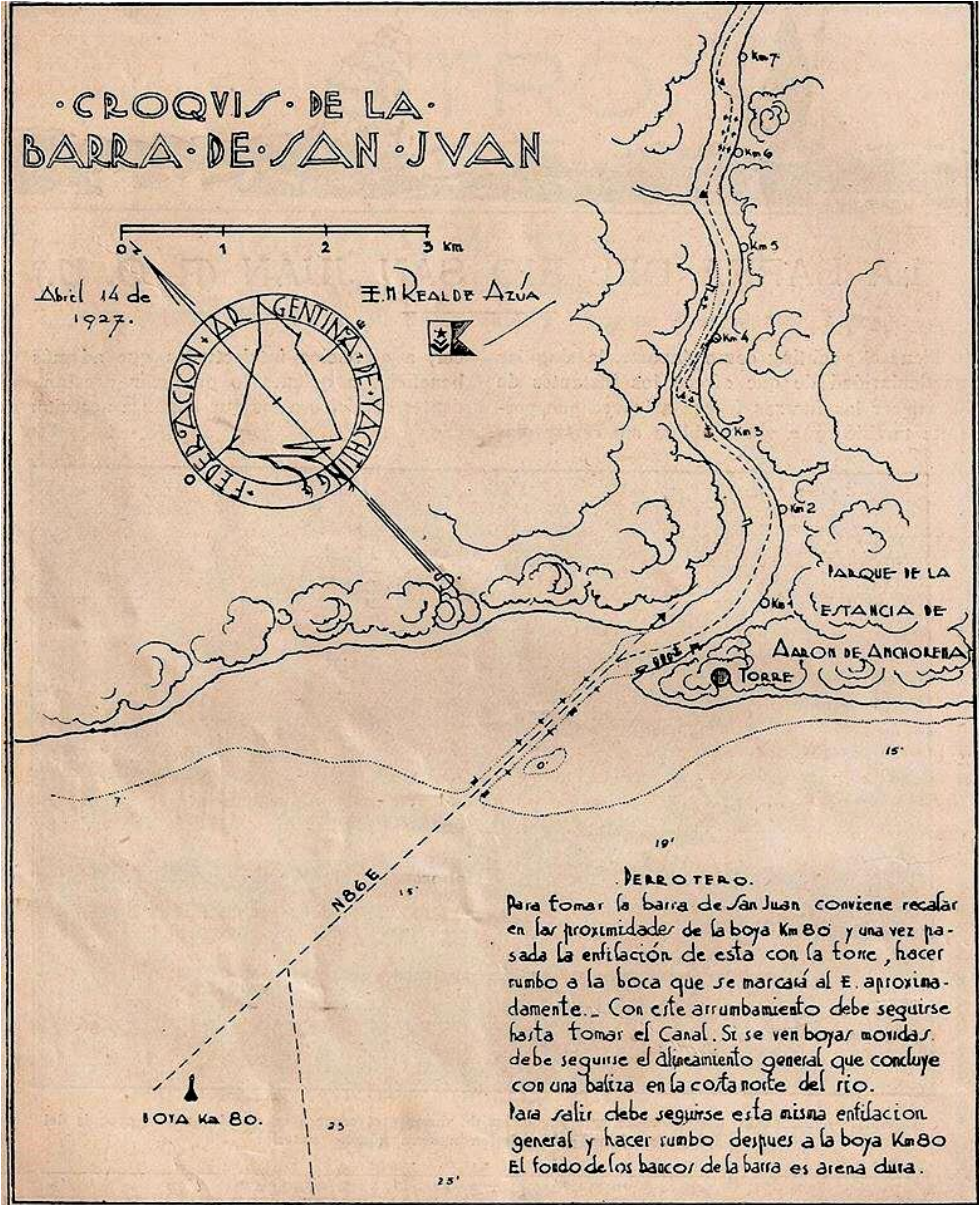 ·CROQVIS·DE LA·
BARRA·DE·SAN·JVAN
0 1 2 3 Km
N
Abril 14 de
1927.
E.M REAL DE AZÚA
·FEDERACION·ARGENTINA·DE·YACHTING·
E
O
Km 7
Km 6
Km 5
Km 4
Km 3
Km 2
Km 1
PARQUE DE LA
ESTANCIA DE
AARON DE ANCHORENA
TORRE
0'
7'
15'
19'
N86E
15'
BOYA Km 80.
23
25'
DERROTERO.
Para tomar la barra de San Juan conviene recalar
en las proximidades de la boya Km 80 y una vez pa-
sada la enfilación de esta con la torre, hacer
rumbo a la boca que se marcará al E. aproxima-
damente._ Con este arrumbamiento debe seguirse
hasta tomar el Canal. Si se ven boyas movidas.
debe seguirse el alineamiento general que concluye
con una baliza en la costa norte del rio.
Para salir debe seguirse esta misma enfilacion
general y hacer rumbo despues a la boya Km 80
El fondo de los bancos de la barra es arena dura.